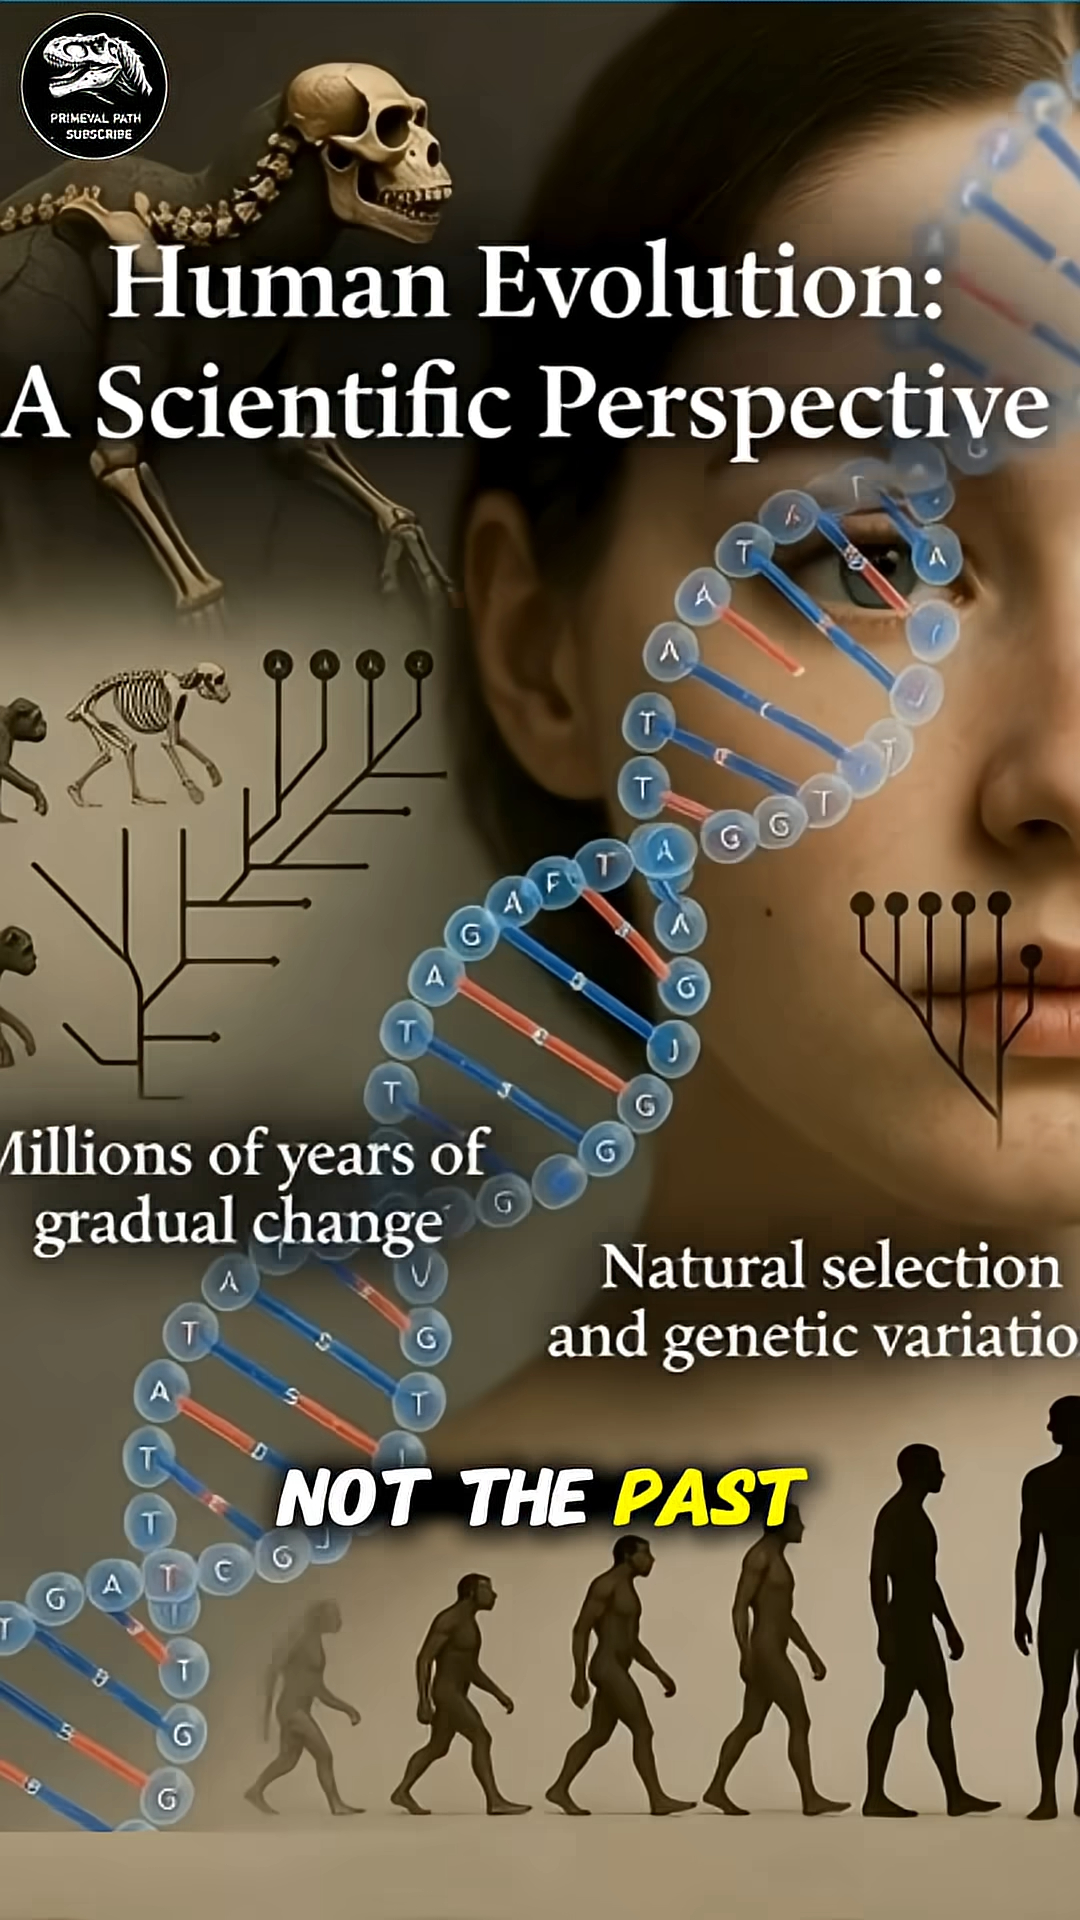 PRIMEVAL PATH
SUBSCRIBE
Human Evolution:
A Scientific Perspective
Millions of years of
gradual change
Natural selection
and genetic variatio
NOT THE PAST